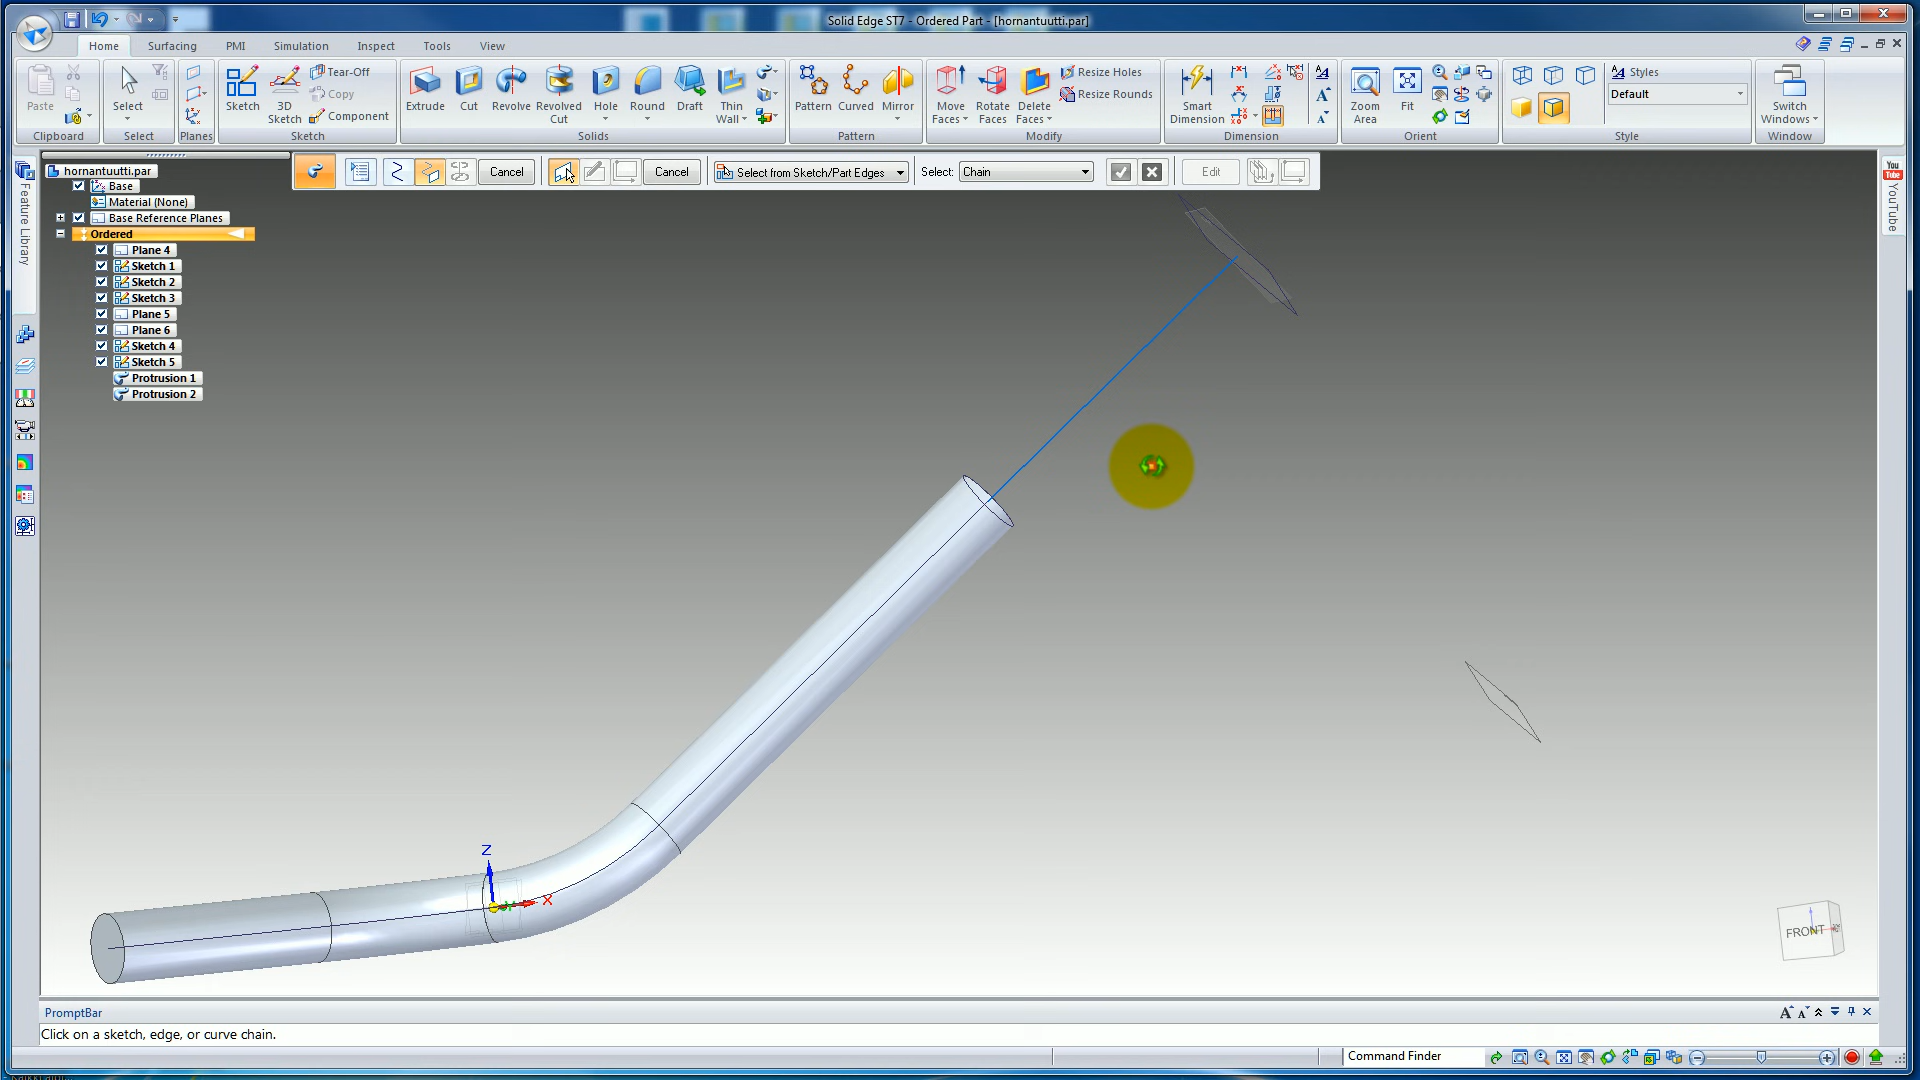 Solid Edge ST7 - Ordered Part - [hornantuutti.par]
Home
Surfacing
PMI
Simulation
Inspect
Tools
View
Paste
Clipboard
Select
Select
Planes
Sketch
3D Sketch
Tear-Off
Copy
Component
Sketch
Extrude
Cut
Revolve
Revolved Cut
Hole
Round
Draft
Thin Wall
Solids
Pattern
Curved
Mirror
Pattern
Move Faces
Rotate Faces
Delete Faces
Resize Holes
Resize Rounds
Modify
Smart Dimension
Dimension
Zoom Area
Fit
Orient
Styles
Default
Style
Switch Windows
Window
Cancel
Cancel
Select from Sketch/Part Edges
Select:
Chain
Edit
Feature Library
You
Tube
YouTube
hornantuutti.par
Base
Material (None)
Base Reference Planes
Ordered
Plane 4
Sketch 1
Sketch 2
Sketch 3
Plane 5
Plane 6
Sketch 4
Sketch 5
Protrusion 1
Protrusion 2
Z
X
FRONT
PromptBar
Click on a sketch, edge, or curve chain.
Command Finder